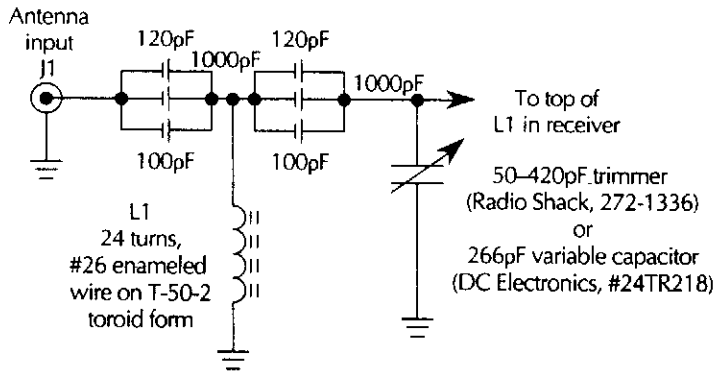 Antenna
input
J1
120pF
1000pF
120pF
1000pF
100pF
100pF
To top of
L1 in receiver
L1
24 turns,
#26 enameled
wire on T-50-2
toroid form
50–420pF trimmer
(Radio Shack, 272-1336)
or
266pF variable capacitor
(DC Electronics, #24TR218)